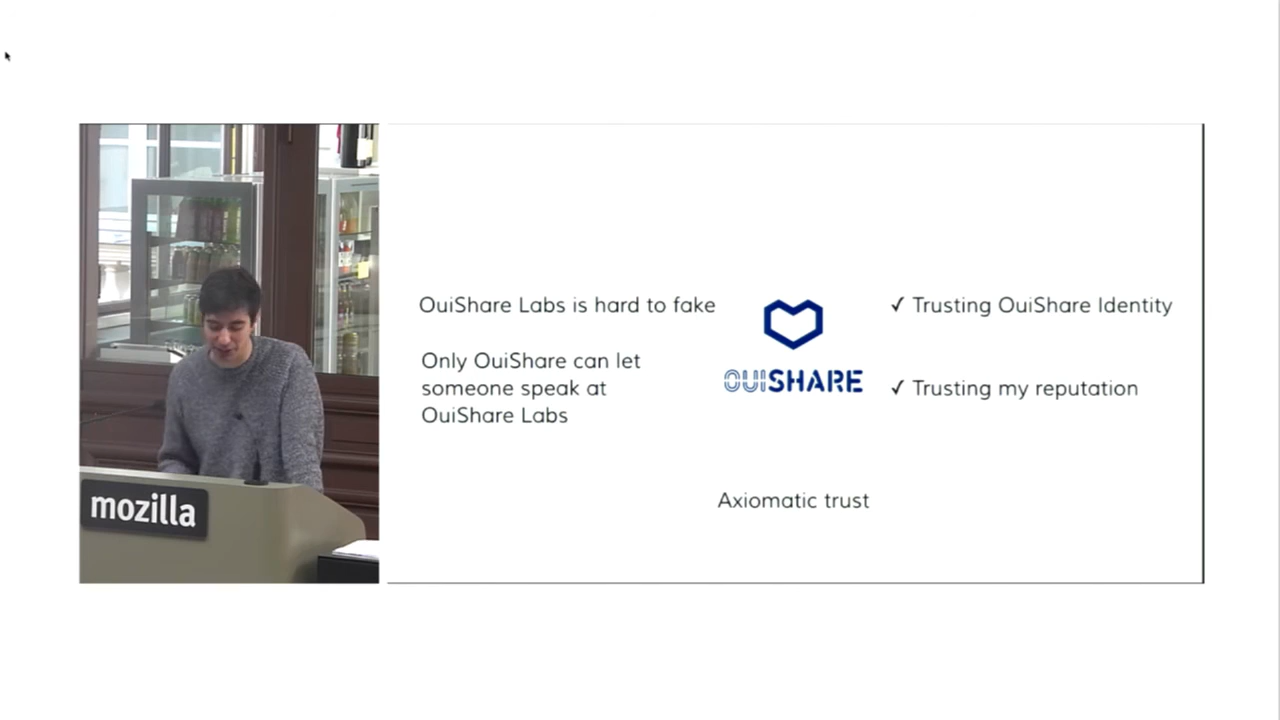 OuiShare Labs is hard to fake
✓ Trusting OuiShare Identity
Only OuiShare can let
someone speak at
OuiShare Labs
OUISHARE
✓ Trusting my reputation
Axiomatic trust
mozilla